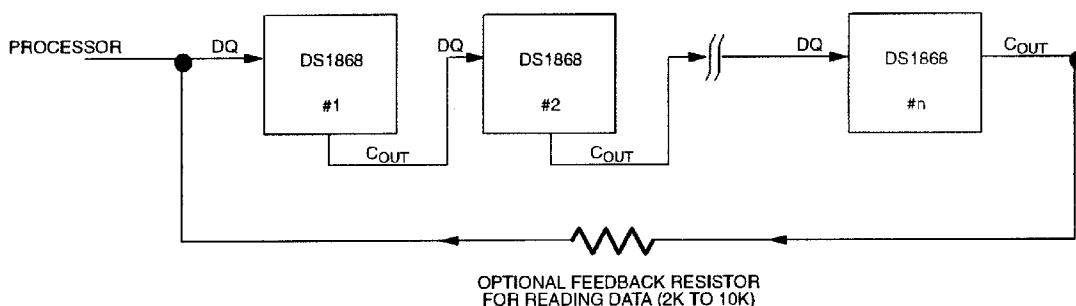 PROCESSOR
DQ
DS1868
#1
COUT
DQ
DS1868
#2
COUT
DQ
DS1868
#n
COUT
OPTIONAL FEEDBACK RESISTOR
FOR READING DATA (2K TO 10K)